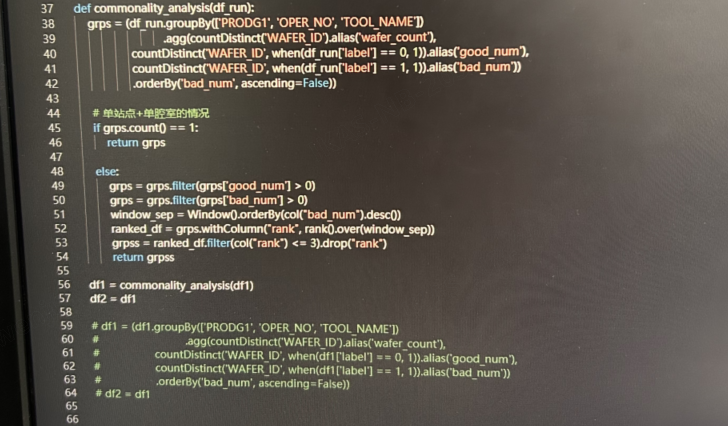 37 def commonality_analysis(df_run):
38 grps = (df_run.groupBy(['PRODG1', 'OPER_NO', 'TOOL_NAME'])
39 .agg(countDistinct('WAFER_ID').alias('wafer_count'),
40 countDistinct('WAFER_ID', when(df_run['label'] == 0, 1)).alias('good_num'),
41 countDistinct('WAFER_ID', when(df_run['label'] == 1, 1)).alias('bad_num'))
42 .orderBy('bad_num', ascending=False))
43
44 # 单站点+单腔室的情况
45 if grps.count() == 1:
46 return grps
47
48 else:
49 grps = grps.filter(grps['good_num'] > 0)
50 grps = grps.filter(grps['bad_num'] > 0)
51 window_sep = Window().orderBy(col("bad_num").desc())
52 ranked_df = grps.withColumn("rank", rank().over(window_sep))
53 grpss = ranked_df.filter(col("rank") <= 3).drop("rank")
54 return grpss
55
56 df1 = commonality_analysis(df1)
57 df2 = df1
58
59 # df1 = (df1.groupBy(['PRODG1', 'OPER_NO', 'TOOL_NAME'])
60 # .agg(countDistinct('WAFER_ID').alias('wafer_count'),
61 # countDistinct('WAFER_ID', when(df1['label'] == 0, 1)).alias('good_num'),
62 # countDistinct('WAFER_ID', when(df1['label'] == 1, 1)).alias('bad_num'))
63 # .orderBy('bad_num', ascending=False))
64 # df2 = df1
65
66